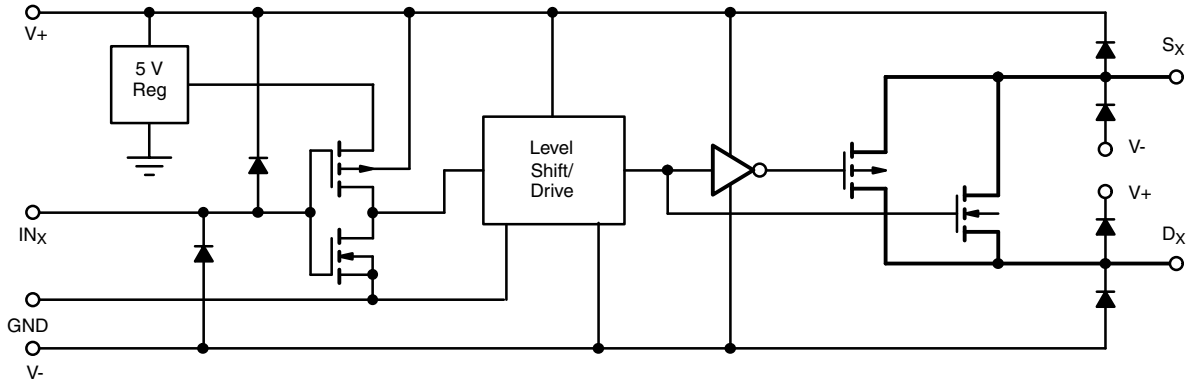 V+
5 V
Reg
Level
Shift/
Drive
SX
V-
V+
INX
DX
GND
V-